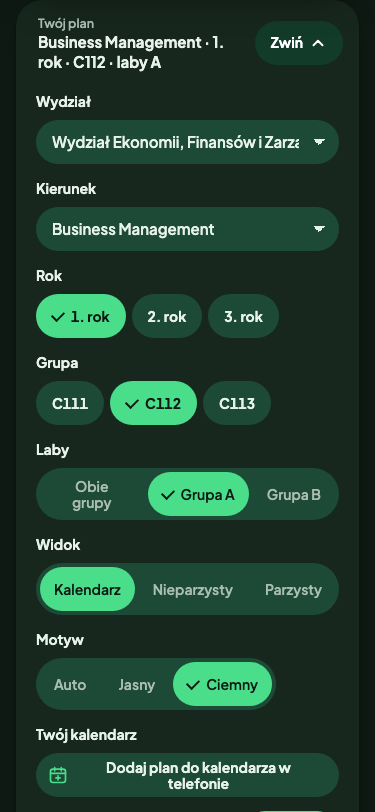 Twój plan
Business Management · 1.
rok · C112 · laby A
Zwiń
Wydział
Wydział Ekonomii, Finansów i Zarzą
Kierunek
Business Management
Rok
1. rok
2. rok
3. rok
Grupa
C111
C112
C113
Laby
Obie
grupy
Grupa A
Grupa B
Widok
Kalendarz
Nieparzysty
Parzysty
Motyw
Auto
Jasny
Ciemny
Twój kalendarz
Dodaj plan do kalendarza w
telefonie